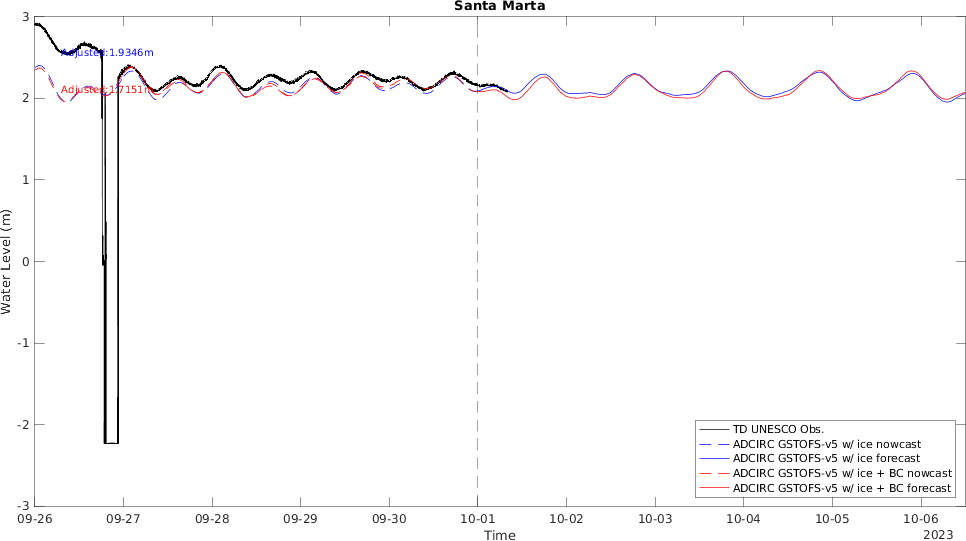 Santa Marta
3
2
1
0
-1
-2
-3
Water Level (m)
Adjusted:1.9346m
Adjusted:1.7151m
TD UNESCO Obs.
ADCIRC GSTOFS-v5 w/ ice nowcast
ADCIRC GSTOFS-v5 w/ ice forecast
ADCIRC GSTOFS-v5 w/ ice + BC nowcast
ADCIRC GSTOFS-v5 w/ ice + BC forecast
09-26 09-27 09-28 09-29 09-30 10-01 10-02 10-03 10-04 10-05 10-06
Time
2023